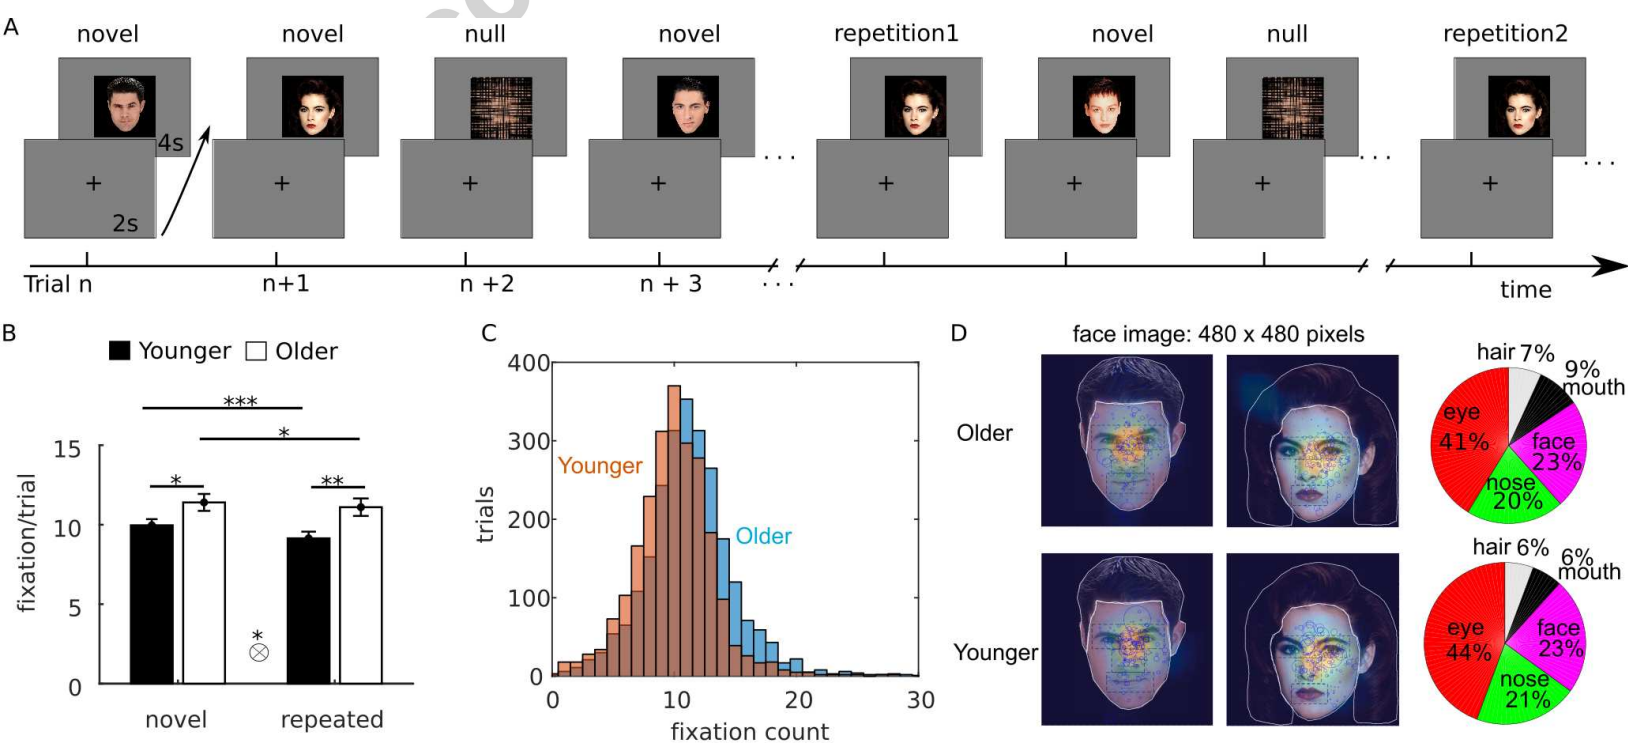 A
novel novel null novel repetition1 novel null repetition2
4s
. . . . . . . . .
+ + + + + + + +
2s
Trial n n+1 n +2 n + 3 . . . time
B
Younger Older
***
*
* **
*
fixation/trial
15
10
5
0
novel repeated
C
400
300
200
100
0
trials
Younger
Older
0 10 20 30
fixation count
D
face image: 480 x 480 pixels
Older
hair 7%
9%
mouth
eye
41%
face
23%
nose
20%
Younger
hair 6%
6%
mouth
eye
44%
face
23%
nose
21%